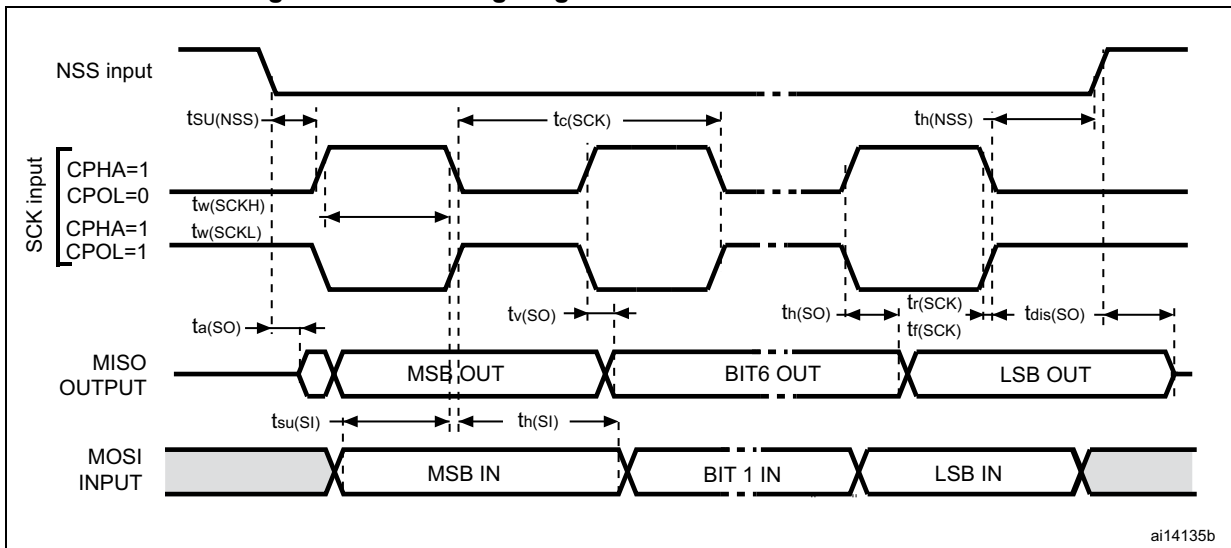 NSS input
tSU(NSS)
tc(SCK)
th(NSS)
SCK input
CPHA=1
CPOL=0
tw(SCKH)
CPHA=1
tw(SCKL)
CPOL=1
ta(SO)
tv(SO)
th(SO)
tr(SCK)
tf(SCK)
tdis(SO)
MISO
OUTPUT
MSB OUT
BIT6 OUT
LSB OUT
tsu(SI)
th(SI)
MOSI
INPUT
MSB IN
BIT 1 IN
LSB IN
ai14135b